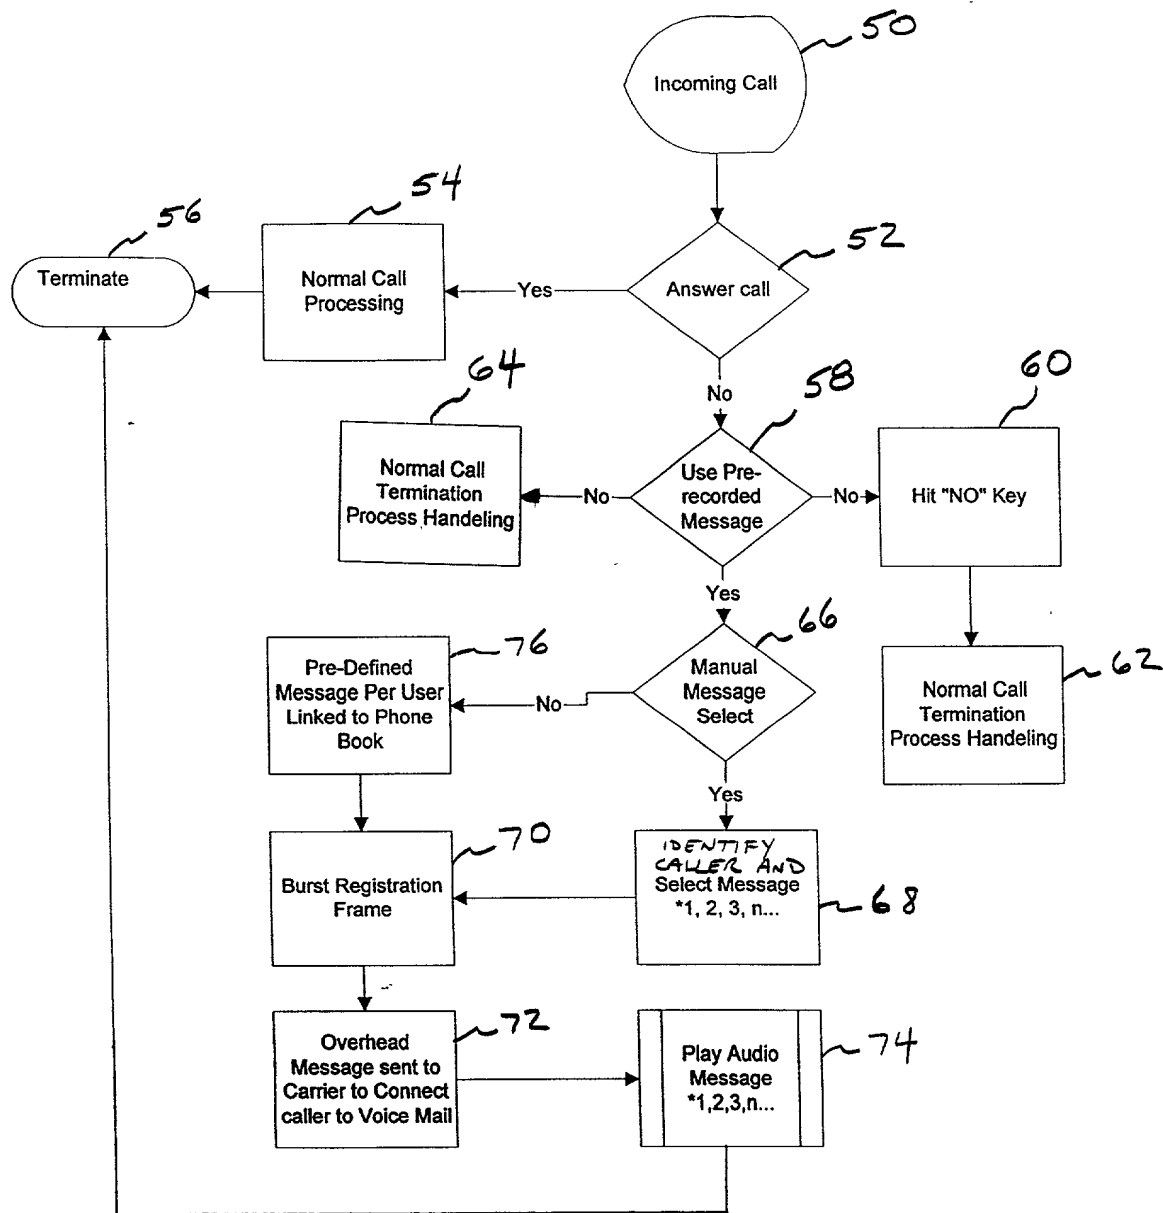 50
Incoming Call
54
56
52
Terminate
Normal Call
Processing
Yes
Answer call
64
No
58
60
Normal Call
Termination
Process Handeling
No
Use Pre-
recorded
Message
No
Hit "NO" Key
Yes
66
76
62
Pre-Defined
Message Per User
Linked to Phone
Book
No
Manual
Message
Select
Normal Call
Termination
Process Handeling
Yes
70
IDENTIFY
CALLER AND
Select Message
*1, 2, 3, n...
68
Burst Registration
Frame
72
Overhead
Message sent to
Carrier to Connect
caller to Voice Mail
Play Audio
Message
*1,2,3,n...
74